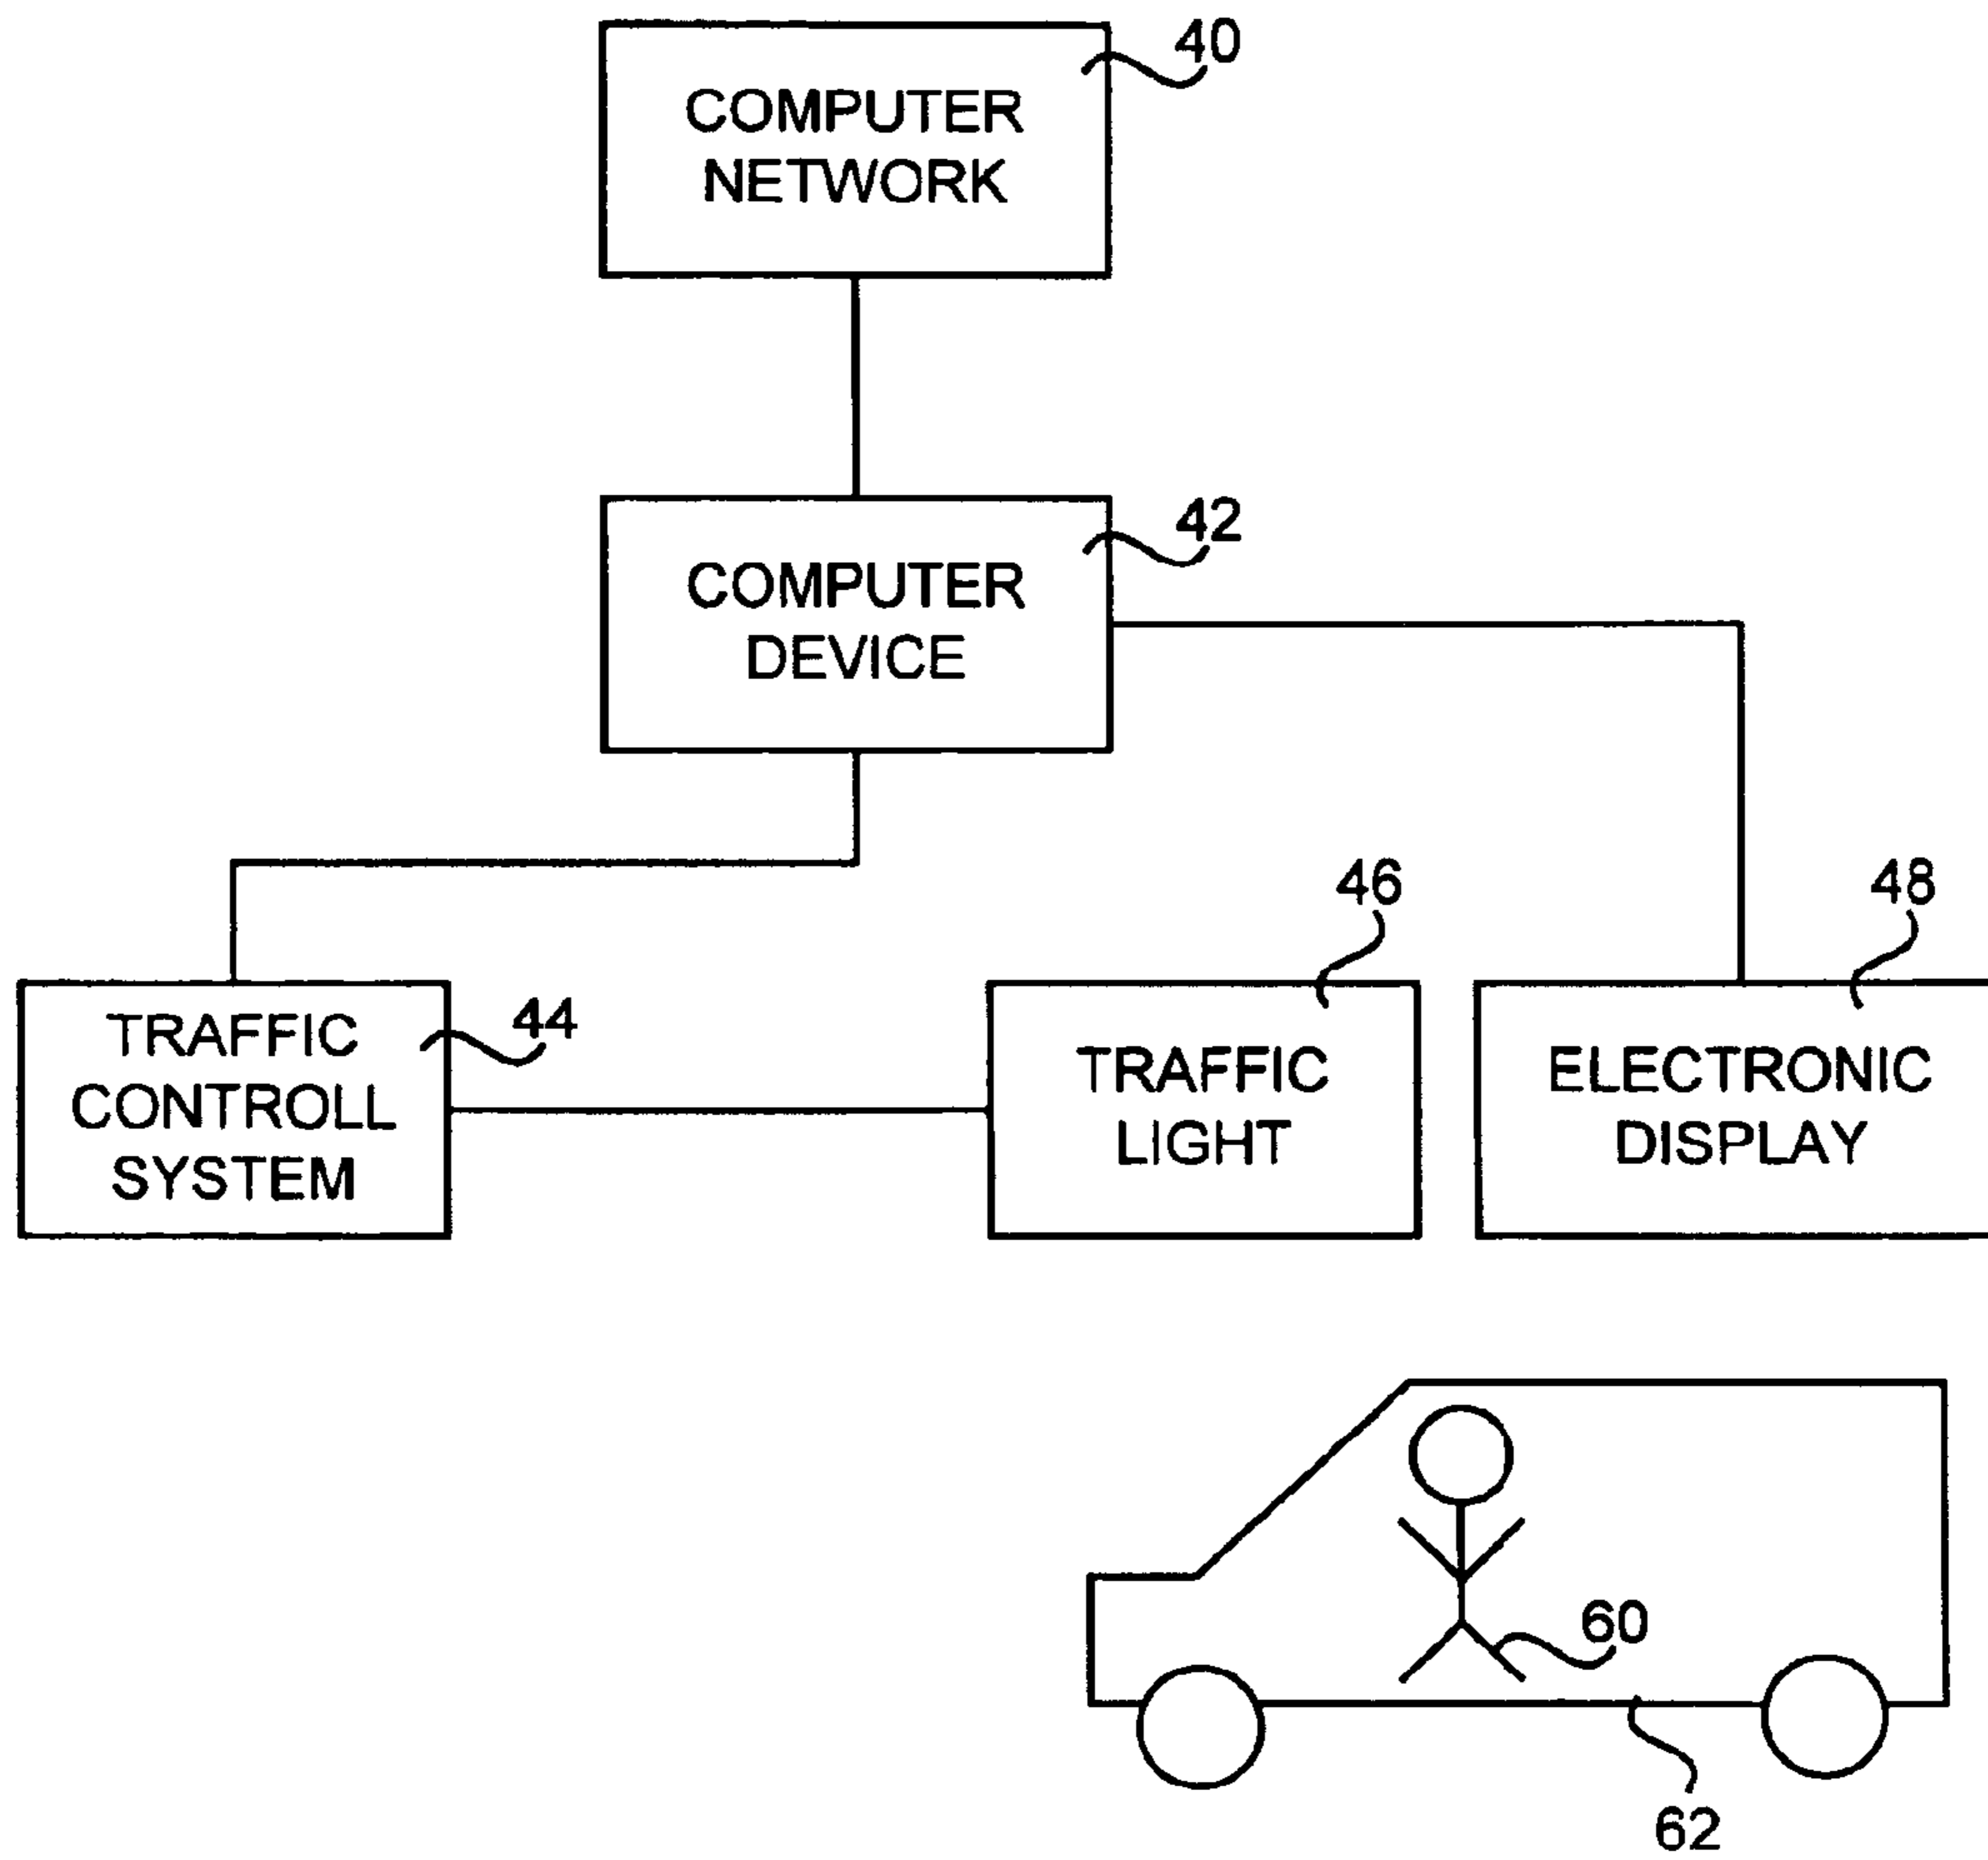 40
COMPUTER
NETWORK
42
COMPUTER
DEVICE
46
48
TRAFFIC
CONTROLL
SYSTEM
44
TRAFFIC
LIGHT
ELECTRONIC
DISPLAY
60
62